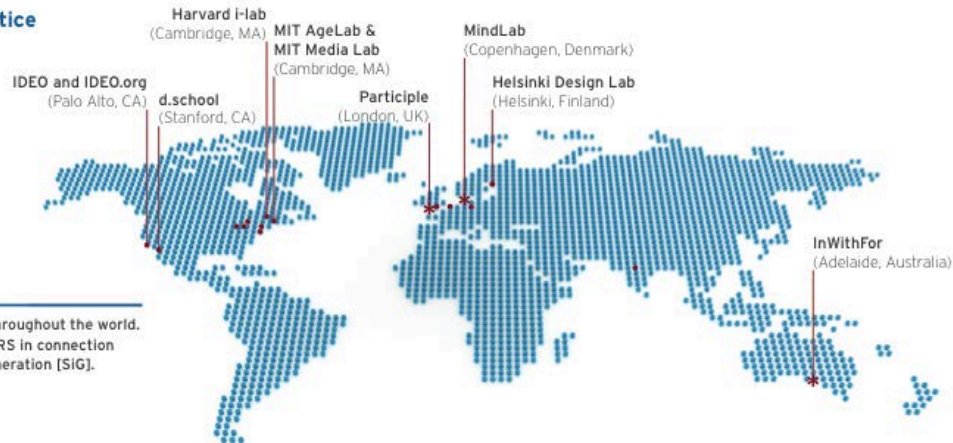 tice
Harvard i-lab
(Cambridge, MA)
MIT AgeLab &
MIT Media Lab
(Cambridge, MA)
MindLab
(Copenhagen, Denmark)
IDEO and IDEO.org
(Palo Alto, CA)
d.school
(Stanford, CA)
Participle
(London, UK)
Helsinki Design Lab
(Helsinki, Finland)
InWithFor
(Adelaide, Australia)
roughout the world.
RS in connection
neration [SiG].